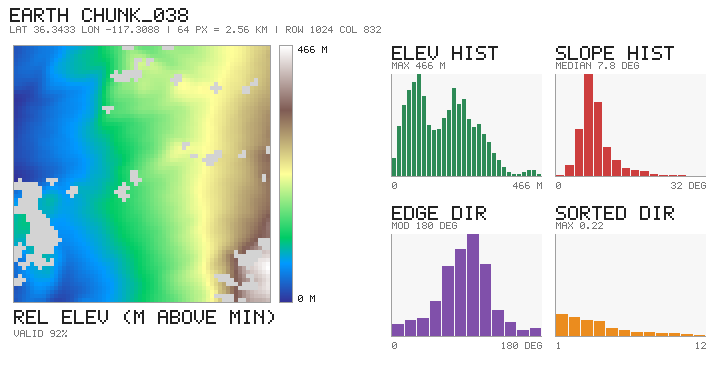 EARTH CHUNK_038
LAT 36.3433 LON -117.3088 | 64 PX = 2.56 KM | ROW 1024 COL 832
466 M
0 M
REL ELEV (M ABOVE MIN)
VALID 92%
ELEV HIST
MAX 466 M
0 466 M
SLOPE HIST
MEDIAN 7.8 DEG
0 32 DEG
EDGE DIR
MOD 180 DEG
0 180 DEG
SORTED DIR
MAX 0.22
1 12